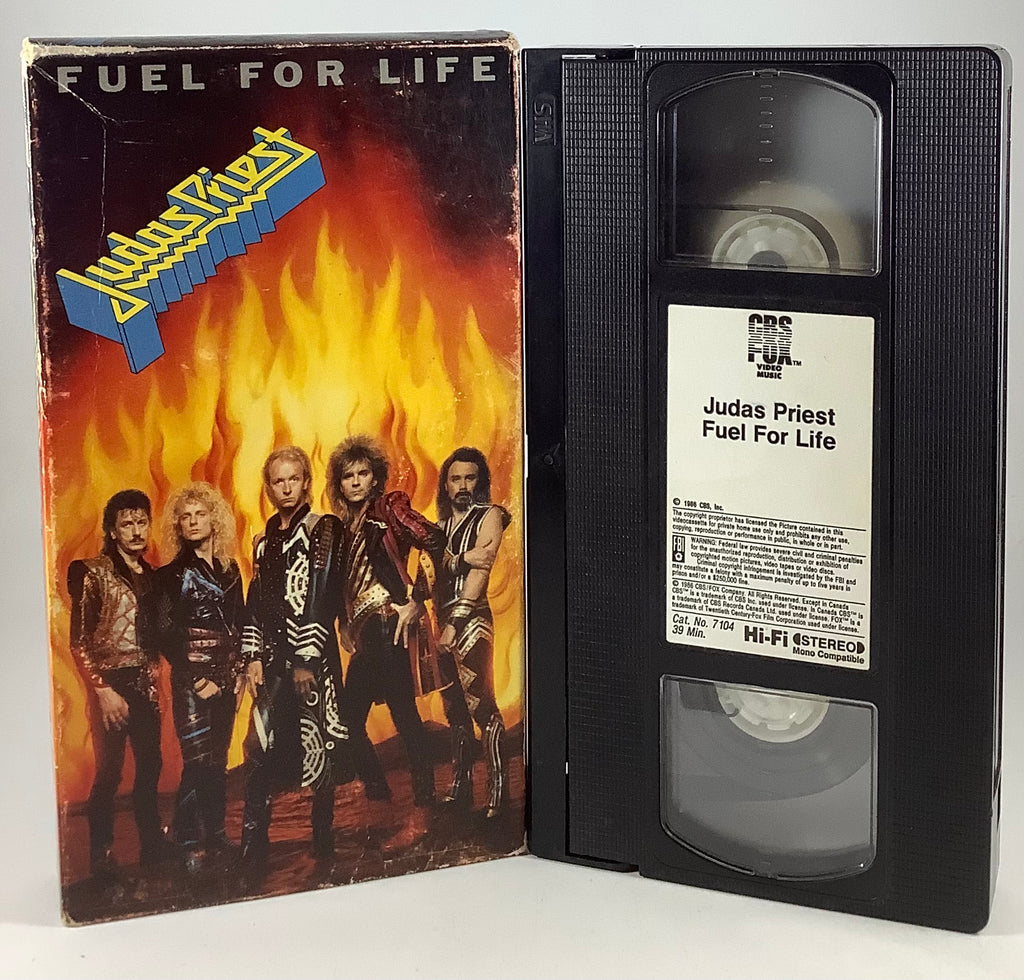 FUEL FOR LIFE
Judas Priest
VHS
CBS
FOX™
VIDEO
MUSIC
Judas Priest
Fuel For Life
© 1986 CBS, Inc.
The copyright proprietor has licensed the Picture contained in this
videocassette for private home use only and prohibits any other use,
copying, reproduction or performance in public, in whole or in part.
FBI
WARNING: Federal law provides severe civil and criminal penalties
for the unauthorized reproduction, distribution or exhibition of
copyrighted motion pictures, video tapes or video discs.
Criminal copyright infringement is investigated by the FBI and
may constitute a felony with a maximum penalty of up to five years in
prison and/or a $250,000 fine.
© 1986 CBS/FOX Company. All Rights Reserved. Except in Canada
CBS™ is a trademark of CBS Inc. used under license. In Canada CBS™ is
a trademark of CBS Records Canada Ltd. used under license. FOX™ is a
trademark of Twentieth Century-Fox Film Corporation used under license.
Cat. No. 7104
39 Min.
Hi-Fi STEREO
Mono Compatible